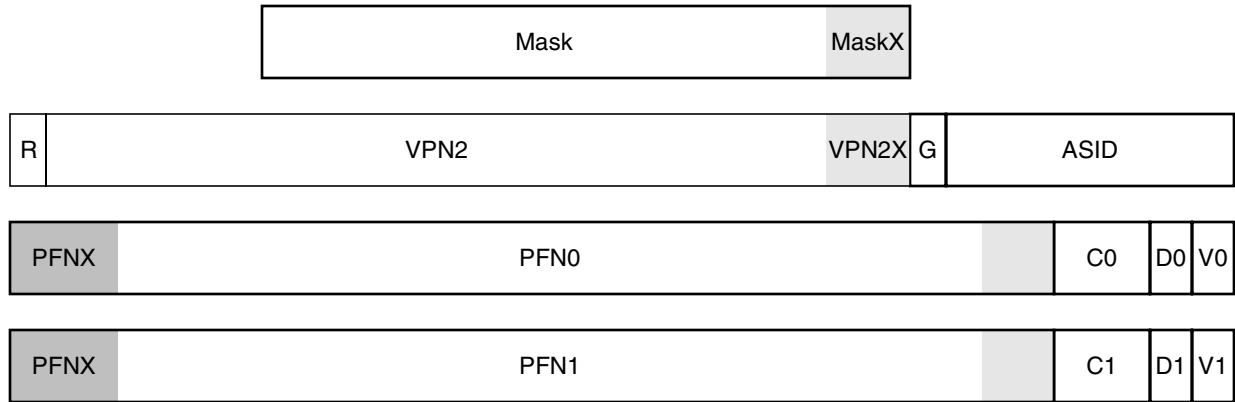 Mask MaskX
R VPN2 VPN2X G ASID
PFNX PFN0 C0 D0 V0
PFNX PFN1 C1 D1 V1